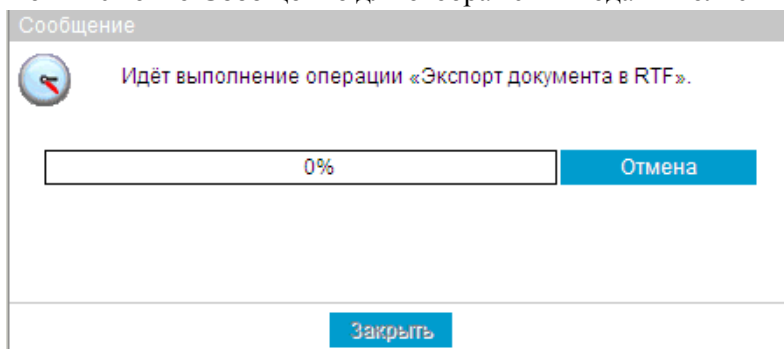 Сообщение
Идёт выполнение операции «Экспорт документа в RTF».
0%
Отмена
Закрыть